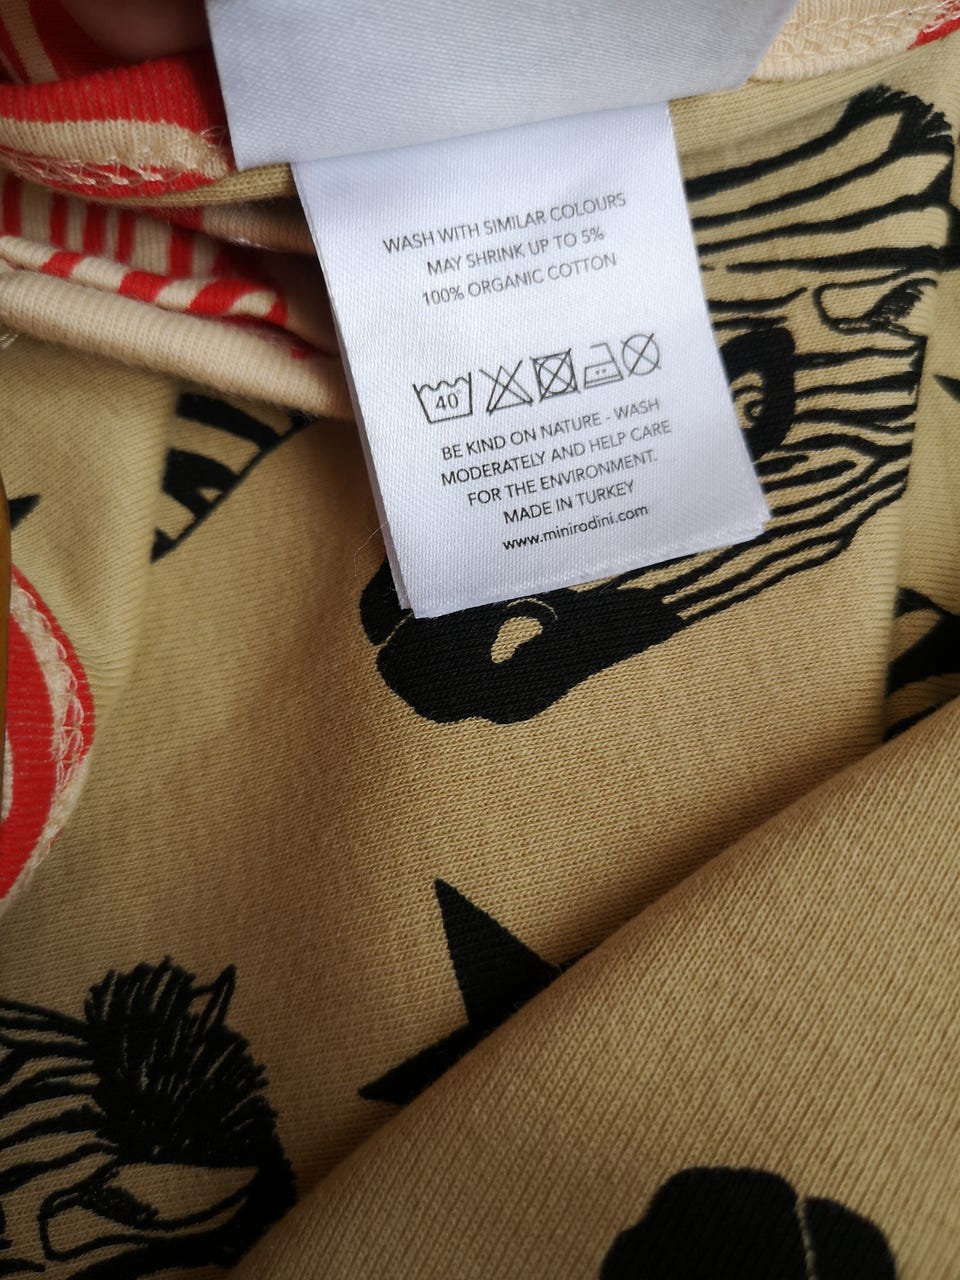 WASH WITH SIMILAR COLOURS
MAY SHRINK UP TO 5%
100% ORGANIC COTTON
40°
BE KIND ON NATURE - WASH
MODERATELY AND HELP CARE
FOR THE ENVIRONMENT.
MADE IN TURKEY
www.minirodini.com